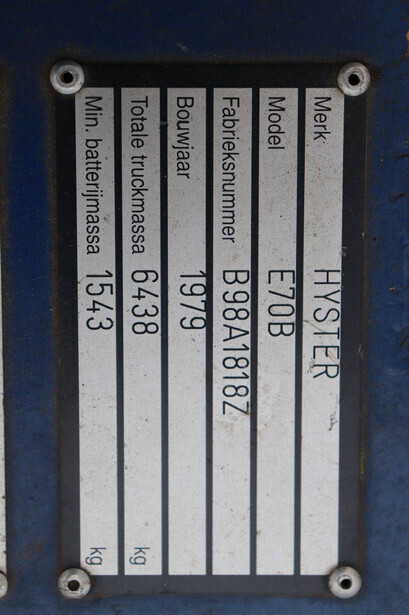 Merk HYSTER
Model E70B
Fabrieksnummer B98A1818Z
Bouwjaar 1979
Totale truckmassa 6438 kg
Min. batterijmassa 1543 kg